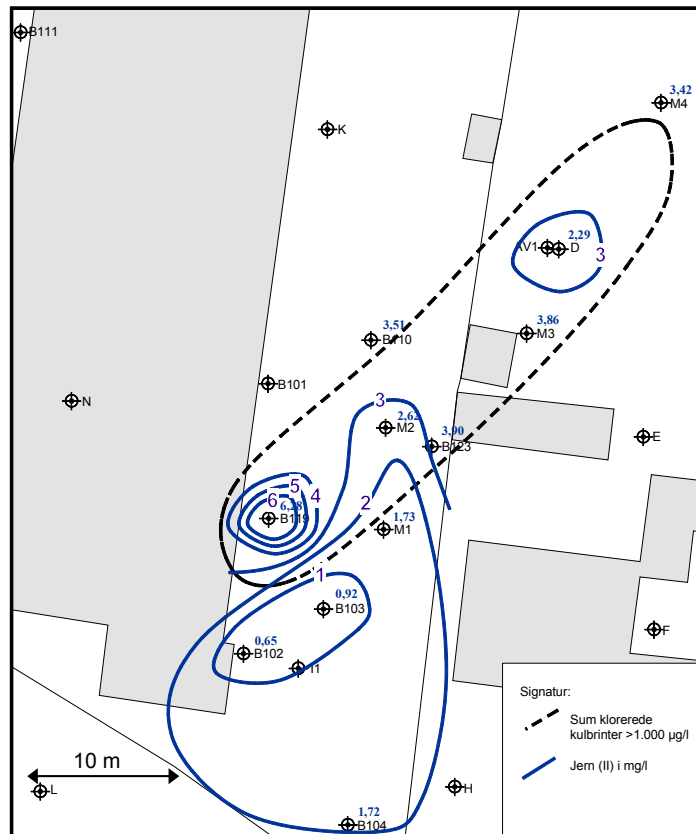 B111
3,42
M4
K
2,29
AV1 D
3
3,86
M3
3,51
B110
B101
N
3
2,62
M2
3,90
B123
E
5
6 4
6,28
B119
2
1,73
M1
1
0,92
B103
0,65
B102
F
10 m
L
H
1,72
B104
Signatur:
Sum klorerede
kulbrinter >1.000 µg/l
Jern (II) i mg/l